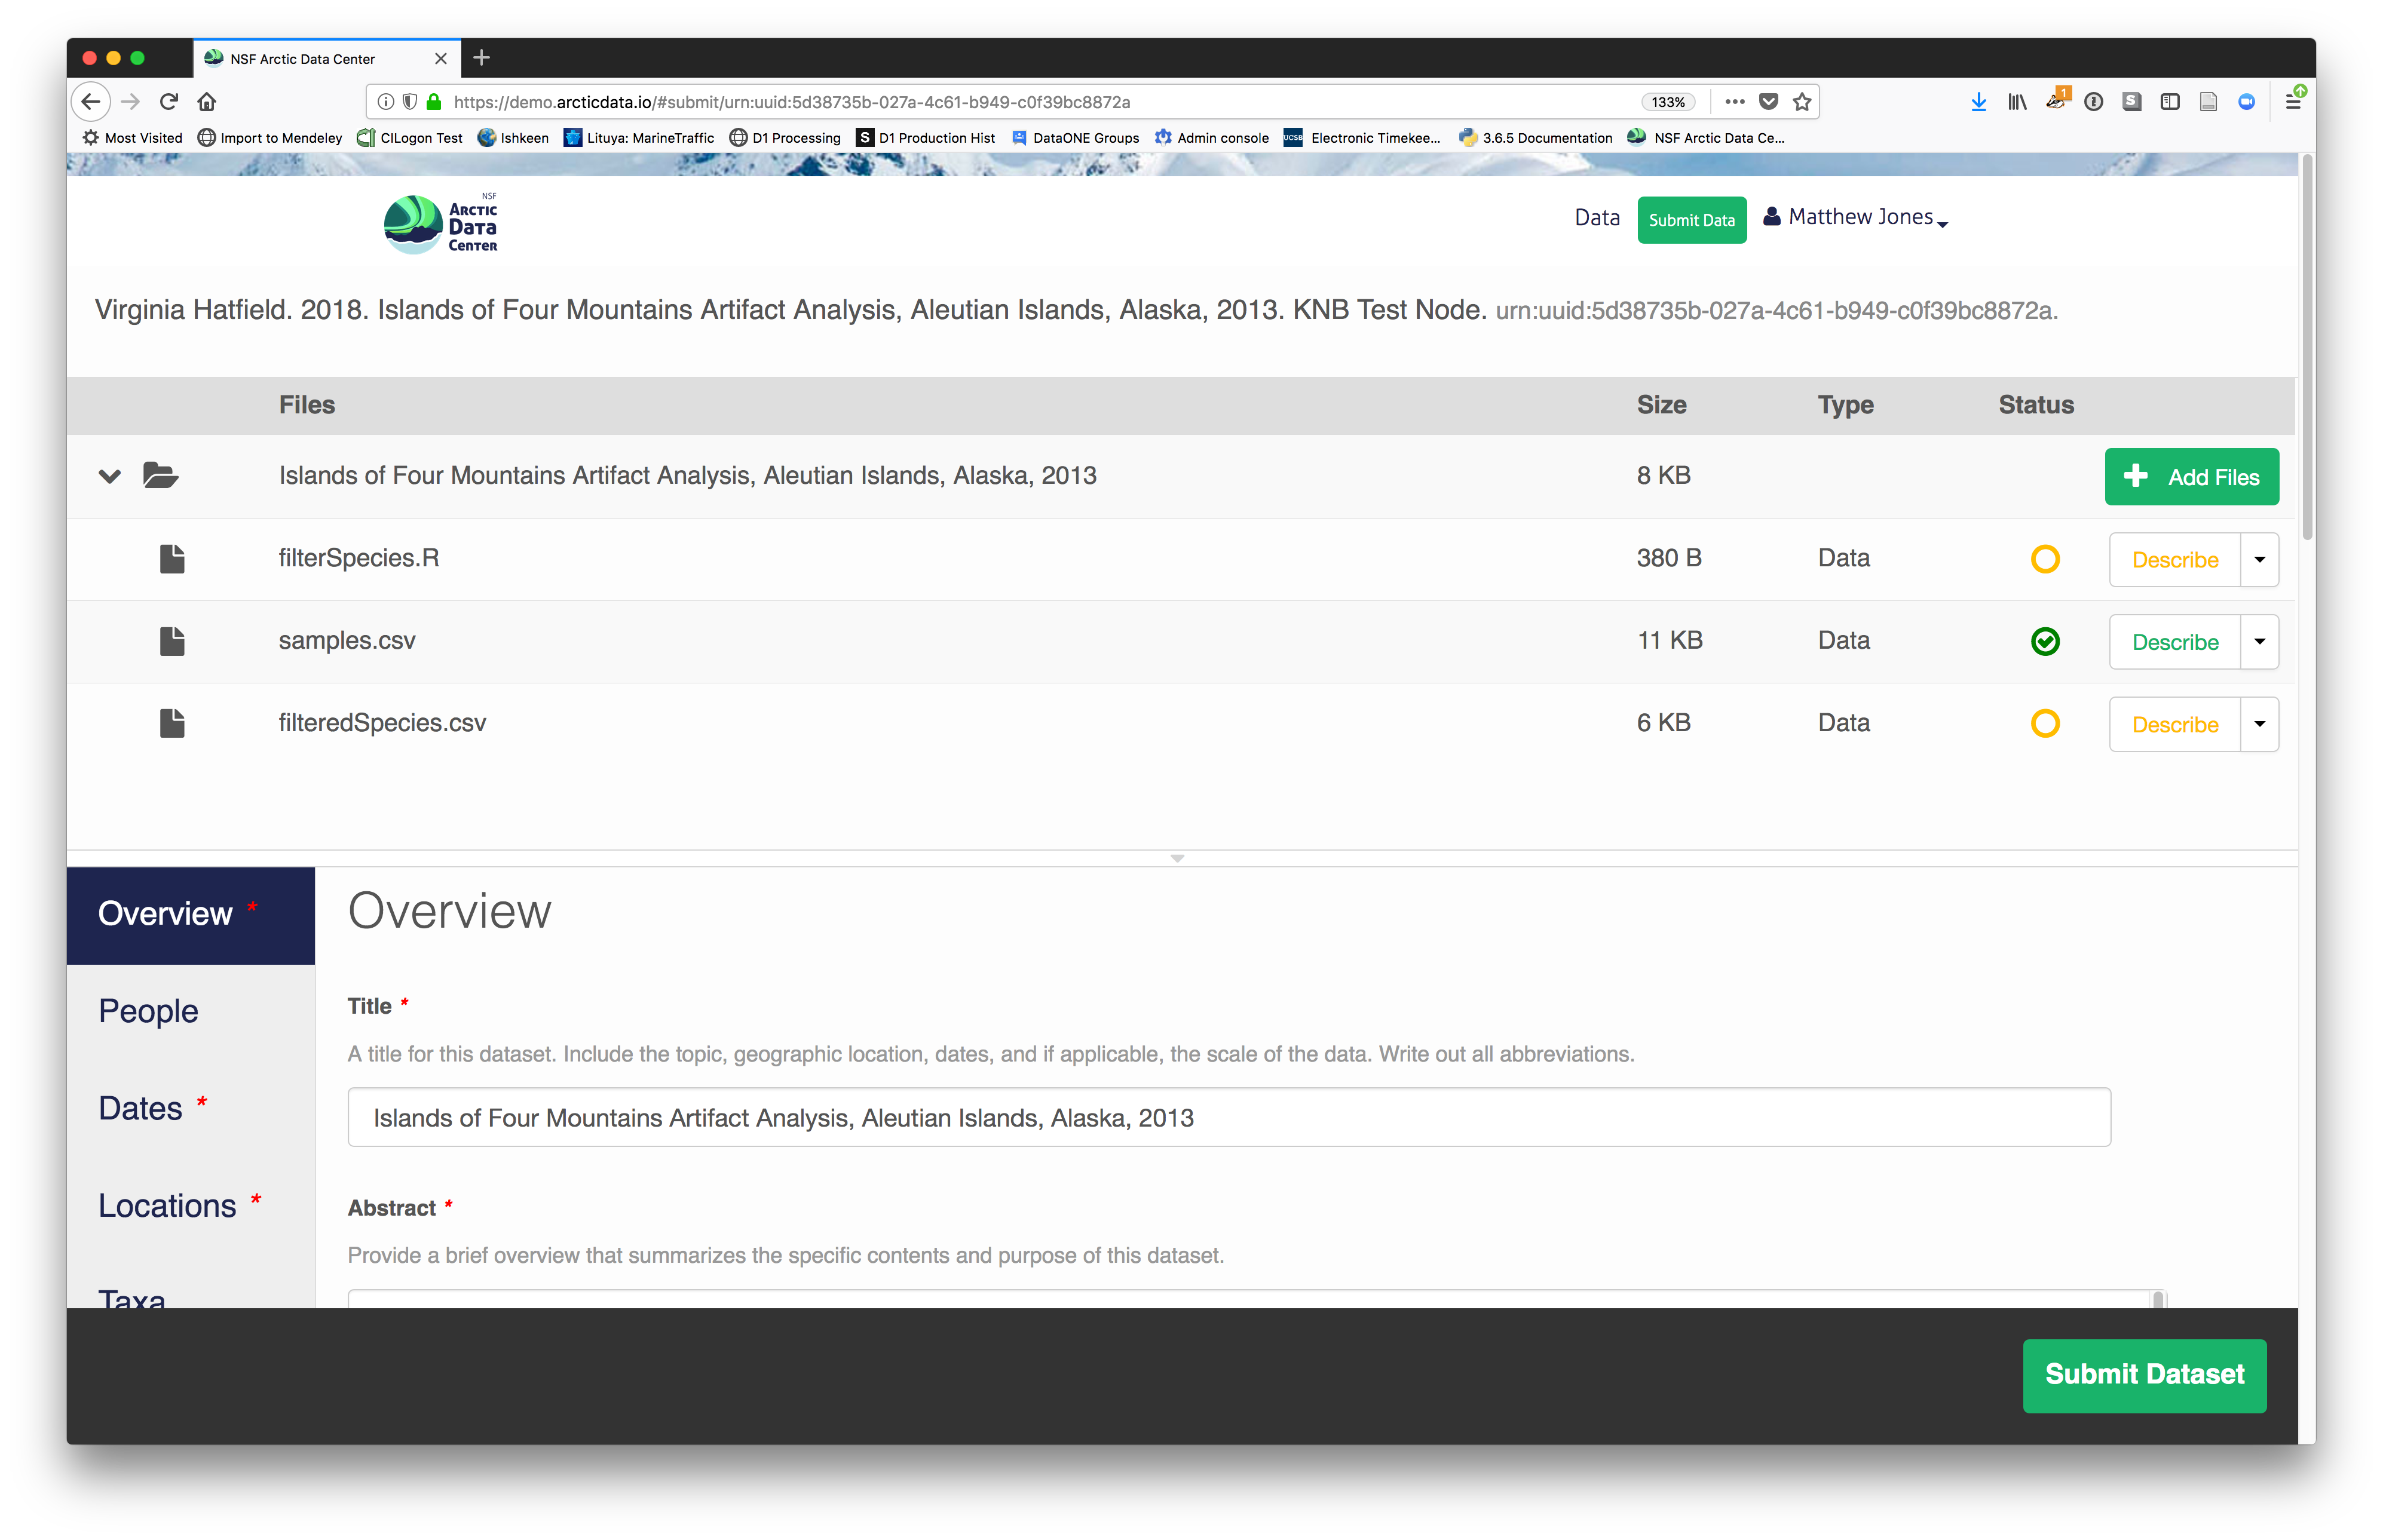 NSF Arctic Data Center
https://demo.arcticdata.io/#submit/urn:uuid:5d38735b-027a-4c61-b949-c0f39bc8872a
133%
1
S
Most Visited
Import to Mendeley
CILogon Test
Ishkeen
Lituya: MarineTraffic
D1 Processing
S D1 Production Hist
DataONE Groups
Admin console
UCSB Electronic Timekee...
3.6.5 Documentation
NSF Arctic Data Ce...
NSF
Arctic
Data
Center
Data
Submit Data
Matthew Jones
Virginia Hatfield. 2018. Islands of Four Mountains Artifact Analysis, Aleutian Islands, Alaska, 2013. KNB Test Node. urn:uuid:5d38735b-027a-4c61-b949-c0f39bc8872a.
Files Size Type Status
Islands of Four Mountains Artifact Analysis, Aleutian Islands, Alaska, 2013 8 KB Add Files
filterSpecies.R 380 B Data Describe
samples.csv 11 KB Data Describe
filteredSpecies.csv 6 KB Data Describe
Overview *
People
Dates *
Locations *
Taxa
Overview
Title *
A title for this dataset. Include the topic, geographic location, dates, and if applicable, the scale of the data. Write out all abbreviations.
Islands of Four Mountains Artifact Analysis, Aleutian Islands, Alaska, 2013
Abstract *
Provide a brief overview that summarizes the specific contents and purpose of this dataset.
Submit Dataset